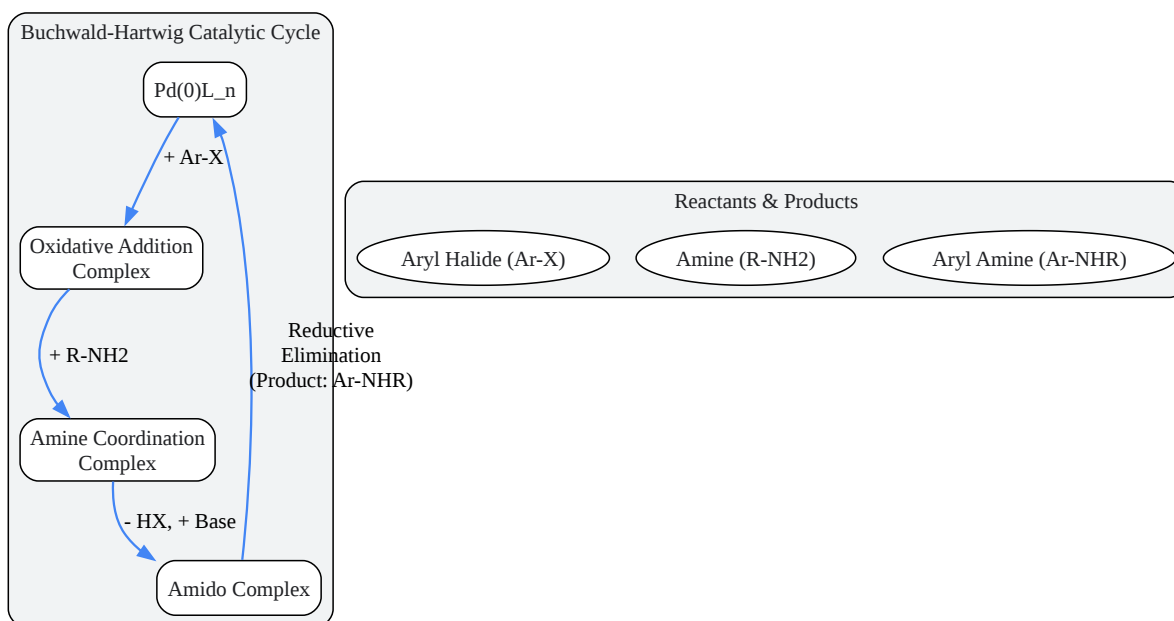 Buchwald-Hartwig Catalytic Cycle
Pd(0)L_n
+ Ar-X
Oxidative Addition
Complex
+ R-NH2
Reductive
Elimination
(Product: Ar-NHR)
Amine Coordination
Complex
- HX, + Base
Amido Complex
Reactants & Products
Aryl Halide (Ar-X)
Amine (R-NH2)
Aryl Amine (Ar-NHR)